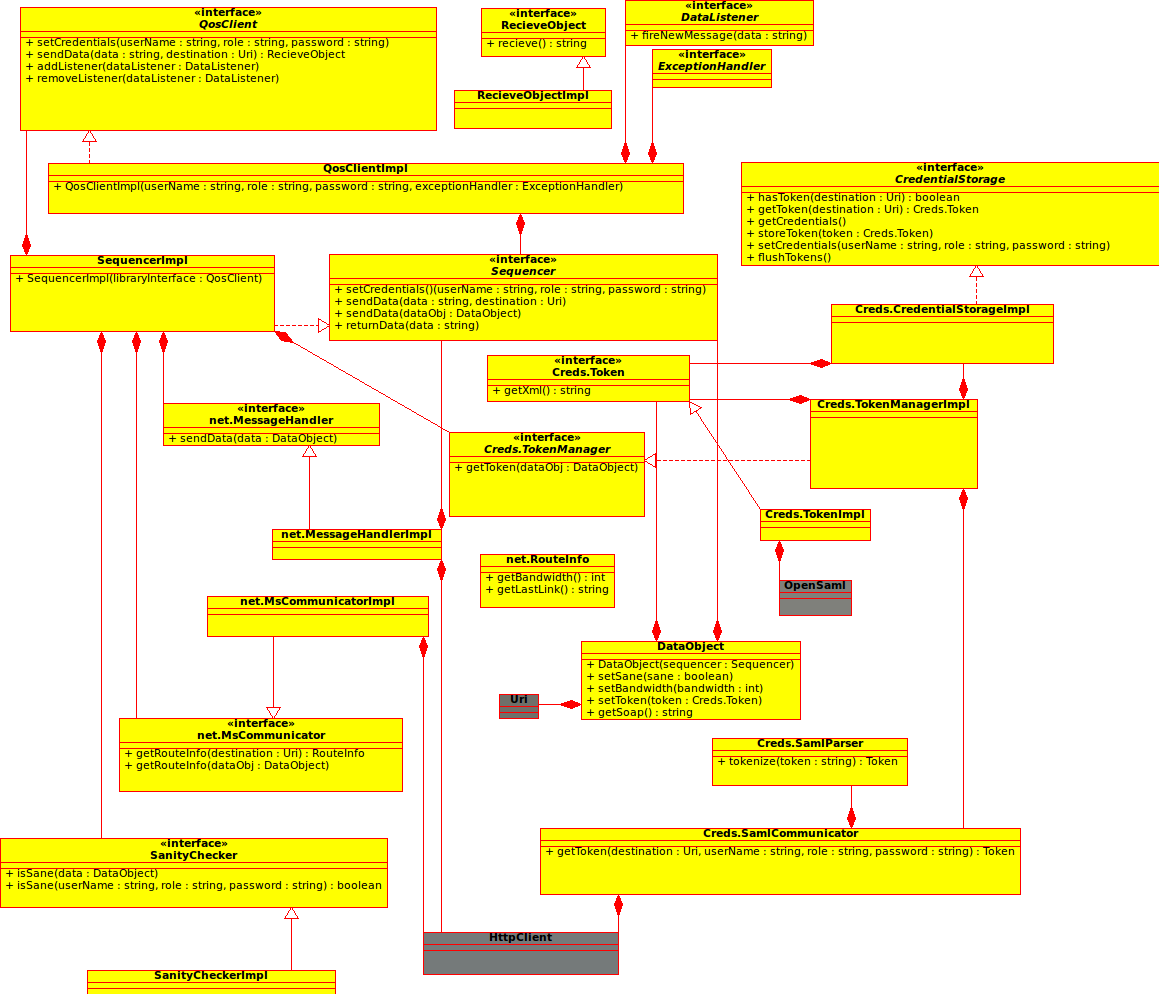 «interface»
QosClient
+ setCredentials(userName : string, role : string, password : string)
+ sendData(data : string, destination : Uri) : RecieveObject
+ addListener(dataListener : DataListener)
+ removeListener(dataListener : DataListener)
«interface»
RecieveObject
+ recieve() : string
«interface»
DataListener
+ fireNewMessage(data : string)
«interface»
ExceptionHandler
RecieveObjectImpl
QosClientImpl
+ QosClientImpl(userName : string, role : string, password : string, exceptionHandler : ExceptionHandler)
«interface»
CredentialStorage
+ hasToken(destination : Uri) : boolean
+ getToken(destination : Uri) : Creds.Token
+ getCredentials()
+ storeToken(token : Creds.Token)
+ setCredentials(userName : string, role : string, password : string)
+ flushTokens()
SequencerImpl
+ SequencerImpl(libraryInterface : QosClient)
«interface»
Sequencer
+ setCredentials()(userName : string, role : string, password : string)
+ sendData(data : string, destination : Uri)
+ sendData(dataObj : DataObject)
+ returnData(data : string)
Creds.CredentialStorageImpl
«interface»
Creds.Token
+ getXml() : string
«interface»
net.MessageHandler
+ sendData(data : DataObject)
Creds.TokenManagerImpl
«interface»
Creds.TokenManager
+ getToken(dataObj : DataObject)
Creds.TokenImpl
net.MessageHandlerImpl
net.RouteInfo
+ getBandwidth() : int
+ getLastLink() : string
OpenSaml
net.MsCommunicatorImpl
DataObject
+ DataObject(sequencer : Sequencer)
+ setSane(sane : boolean)
+ setBandwidth(bandwidth : int)
+ setToken(token : Creds.Token)
+ getSoap() : string
Uri
«interface»
net.MsCommunicator
+ getRouteInfo(destination : Uri) : RouteInfo
+ getRouteInfo(dataObj : DataObject)
Creds.SamlParser
+ tokenize(token : string) : Token
Creds.SamlCommunicator
+ getToken(destination : Uri, userName : string, role : string, password : string) : Token
«interface»
SanityChecker
+ isSane(data : DataObject)
+ isSane(userName : string, role : string, password : string) : boolean
HttpClient
SanityCheckerImpl